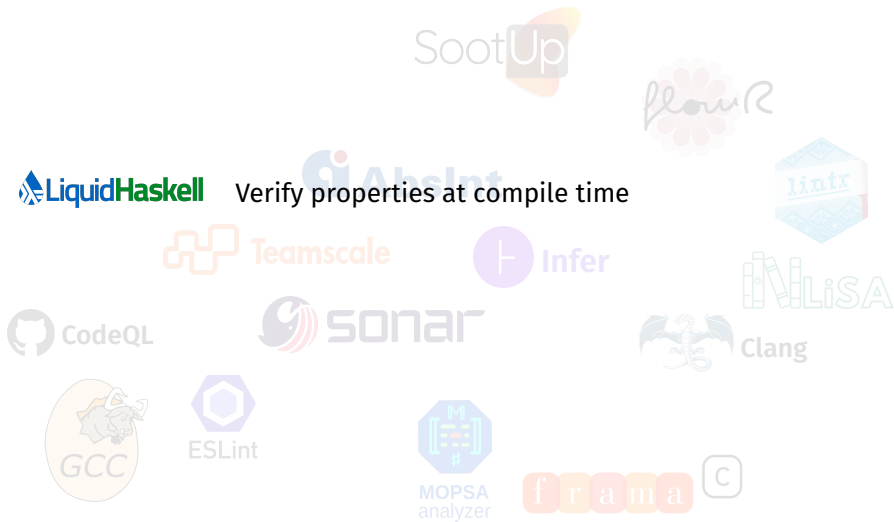 SootUp
flowR
LiquidHaskell
AbsInt
Verify properties at compile time
lintr
Teamscale
Infer
LiSA
CodeQL
sonar
Clang
GCC
ESLint
M
#
MOPSA
analyzer
frama
C